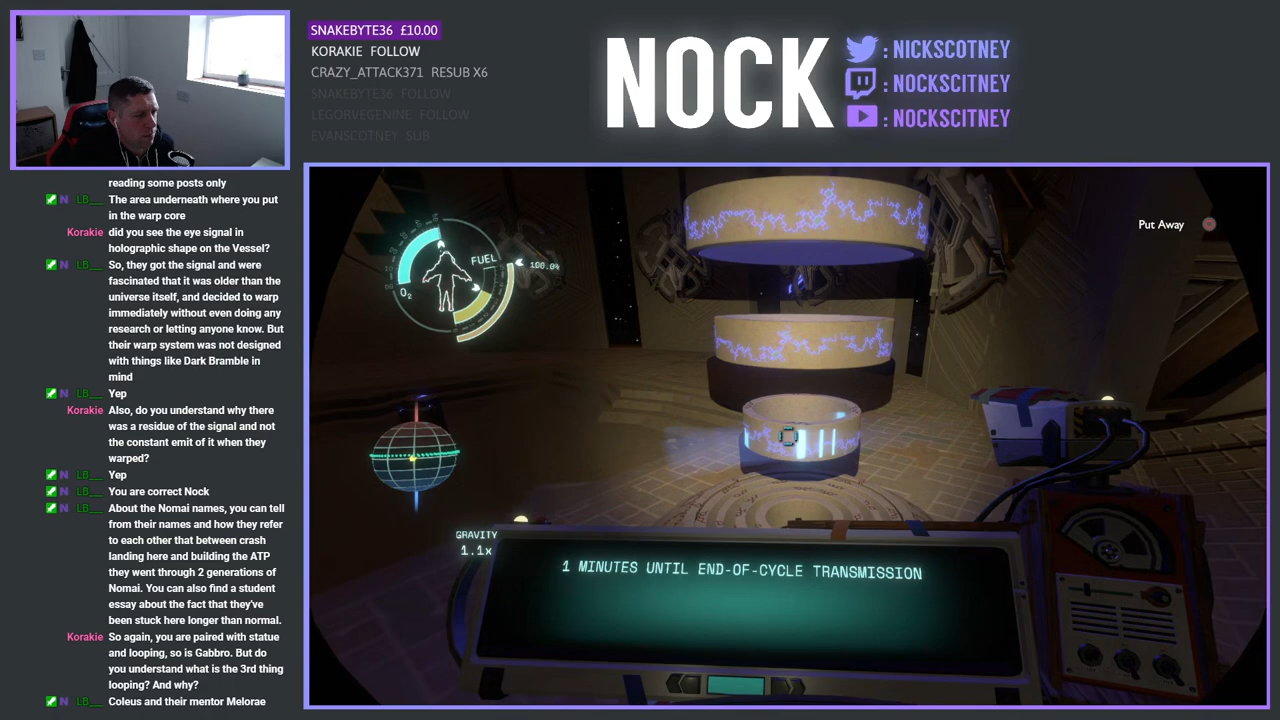 SNAKEBYTE36 £10.00
KORAKIE FOLLOW
CRAZY_ATTACK371 RESUB X6
SNAKEBYTE36 FOLLOW
LEGORVEGENINE FOLLOW
EVANSCOTNEY SUB
NOCK
: NICKSCOTNEY
: NOCKSCITNEY
: NOCKSCITNEY
reading some posts only
N LB__ The area underneath where you put
in the warp core
Korakie did you see the eye signal in
holographic shape on the Vessel?
N LB__ So, they got the signal and were
fascinated that it was older than the
universe itself, and decided to warp
immediately without even doing any
research or letting anyone know. But
their warp system was not designed
with things like Dark Bramble in
mind
N LB__ Yep
Korakie Also, do you understand why there
was a residue of the signal and not
the constant emit of it when they
warped?
N LB__ Yep
N LB__ You are correct Nock
N LB__ About the Nomai names, you can tell
from their names and how they refer
to each other that between crash
landing here and building the ATP
they went through 2 generations of
Nomai. You can also find a student
essay about the fact that they've
been stuck here longer than normal.
Korakie So again, you are paired with statue
and looping, so is Gabbro. But do
you understand what is the 3rd thing
looping? And why?
N LB__ Coleus and their mentor Melorae
Put Away
FUEL
100.0%
O2
GRAVITY
1.1x
1 MINUTES UNTIL END-OF-CYCLE TRANSMISSION